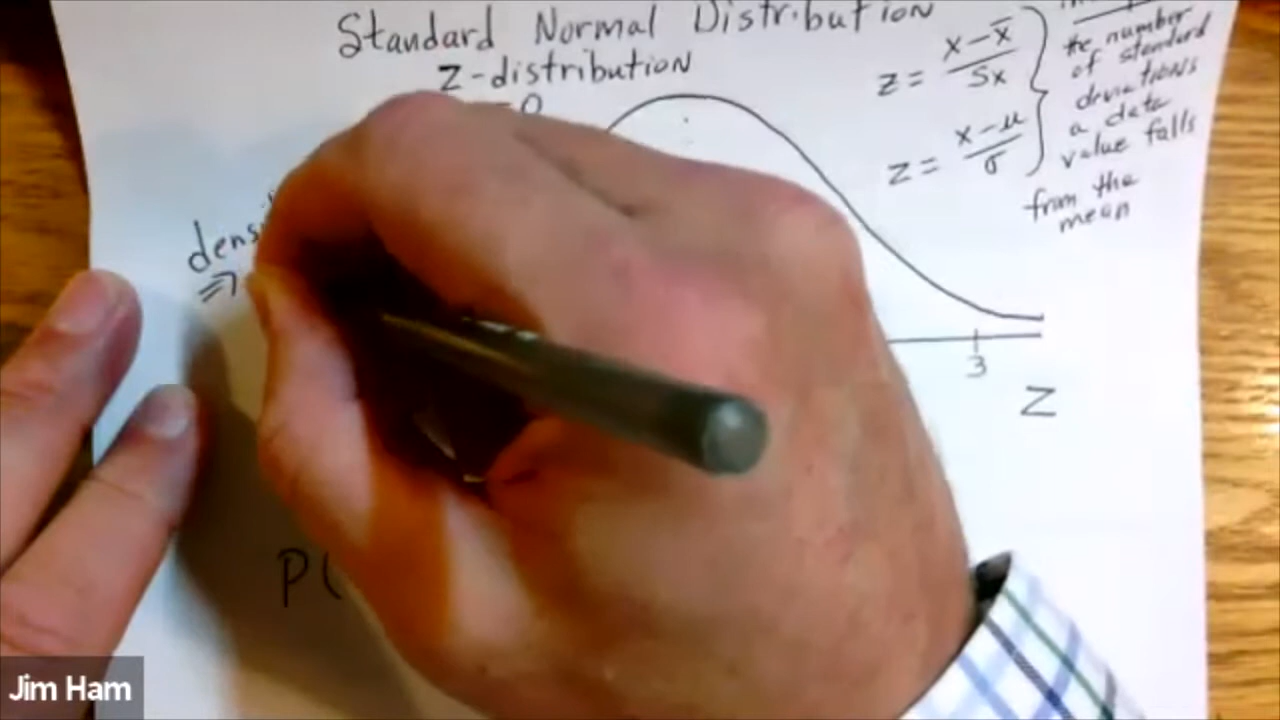 Standard Normal Distribution
Z-distribution
=0
z = x-x̄ / Sx
z = x-μ / σ
the number
of standard
deviations
a data
value falls
from the
mean
⇒
3
Z
P(
Jim Ham